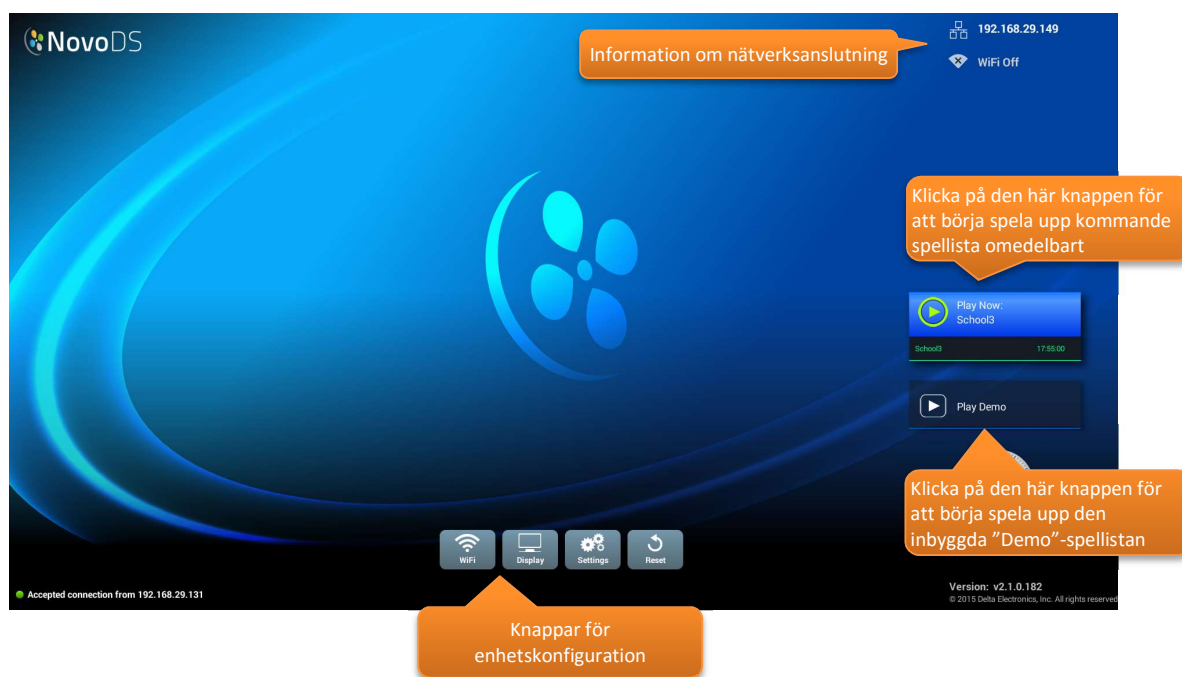 NovoDS
Information om nätverksanslutning
192.168.29.149
WiFi Off
Klicka på den här knappen för
att börja spela upp kommande
spellista omedelbart
Play Now:
School3
School3 17:55:00
Play Demo
Klicka på den här knappen för
att börja spela upp den
inbyggda ”Demo”-spellistan
WiFi Display Settings Reset
Accepted connection from 192.168.29.131
Version: v2.1.0.182
© 2015 Delta Electronics, Inc. All rights reserved
Knappar för
enhetskonfiguration